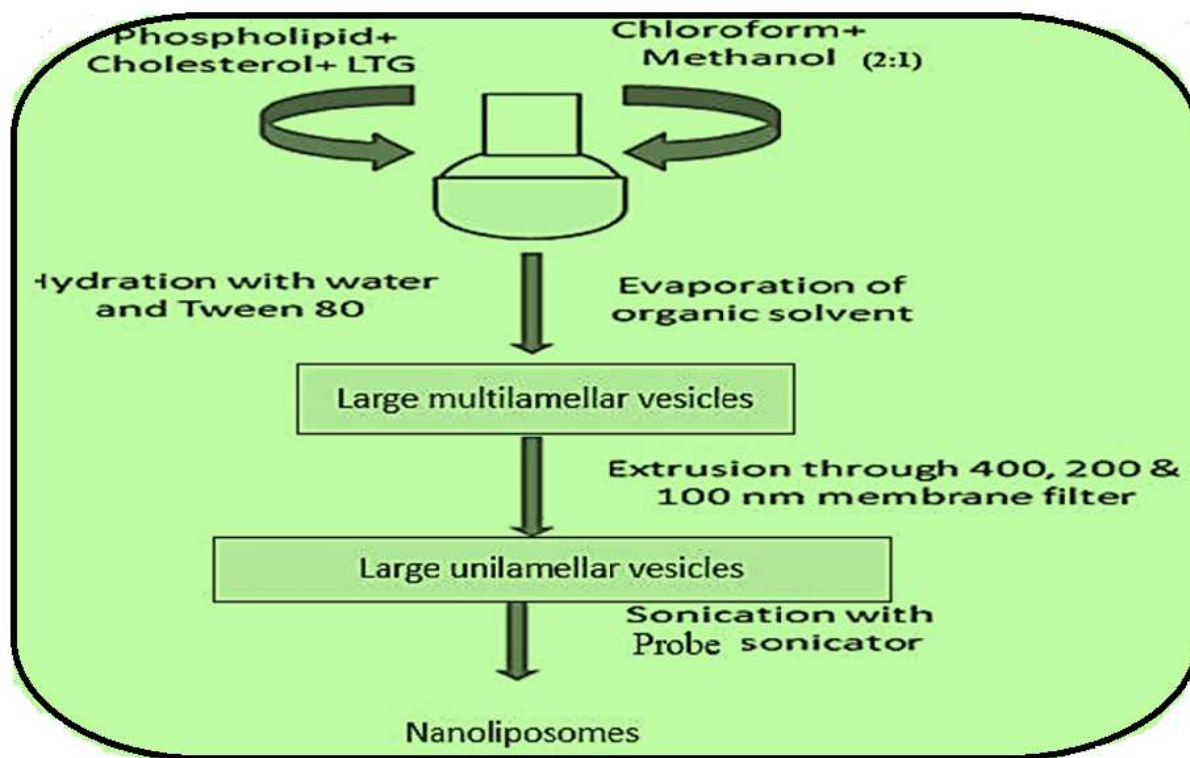 Phospholipid+
Cholesterol+ LTG
Chloroform+
Methanol (2:1)
Hydration with water
and Tween 80
Evaporation of
organic solvent
Large multilamellar vesicles
Extrusion through 400, 200 &
100 nm membrane filter
Large unilamellar vesicles
Sonication with
Probe sonicator
Nanoliposomes